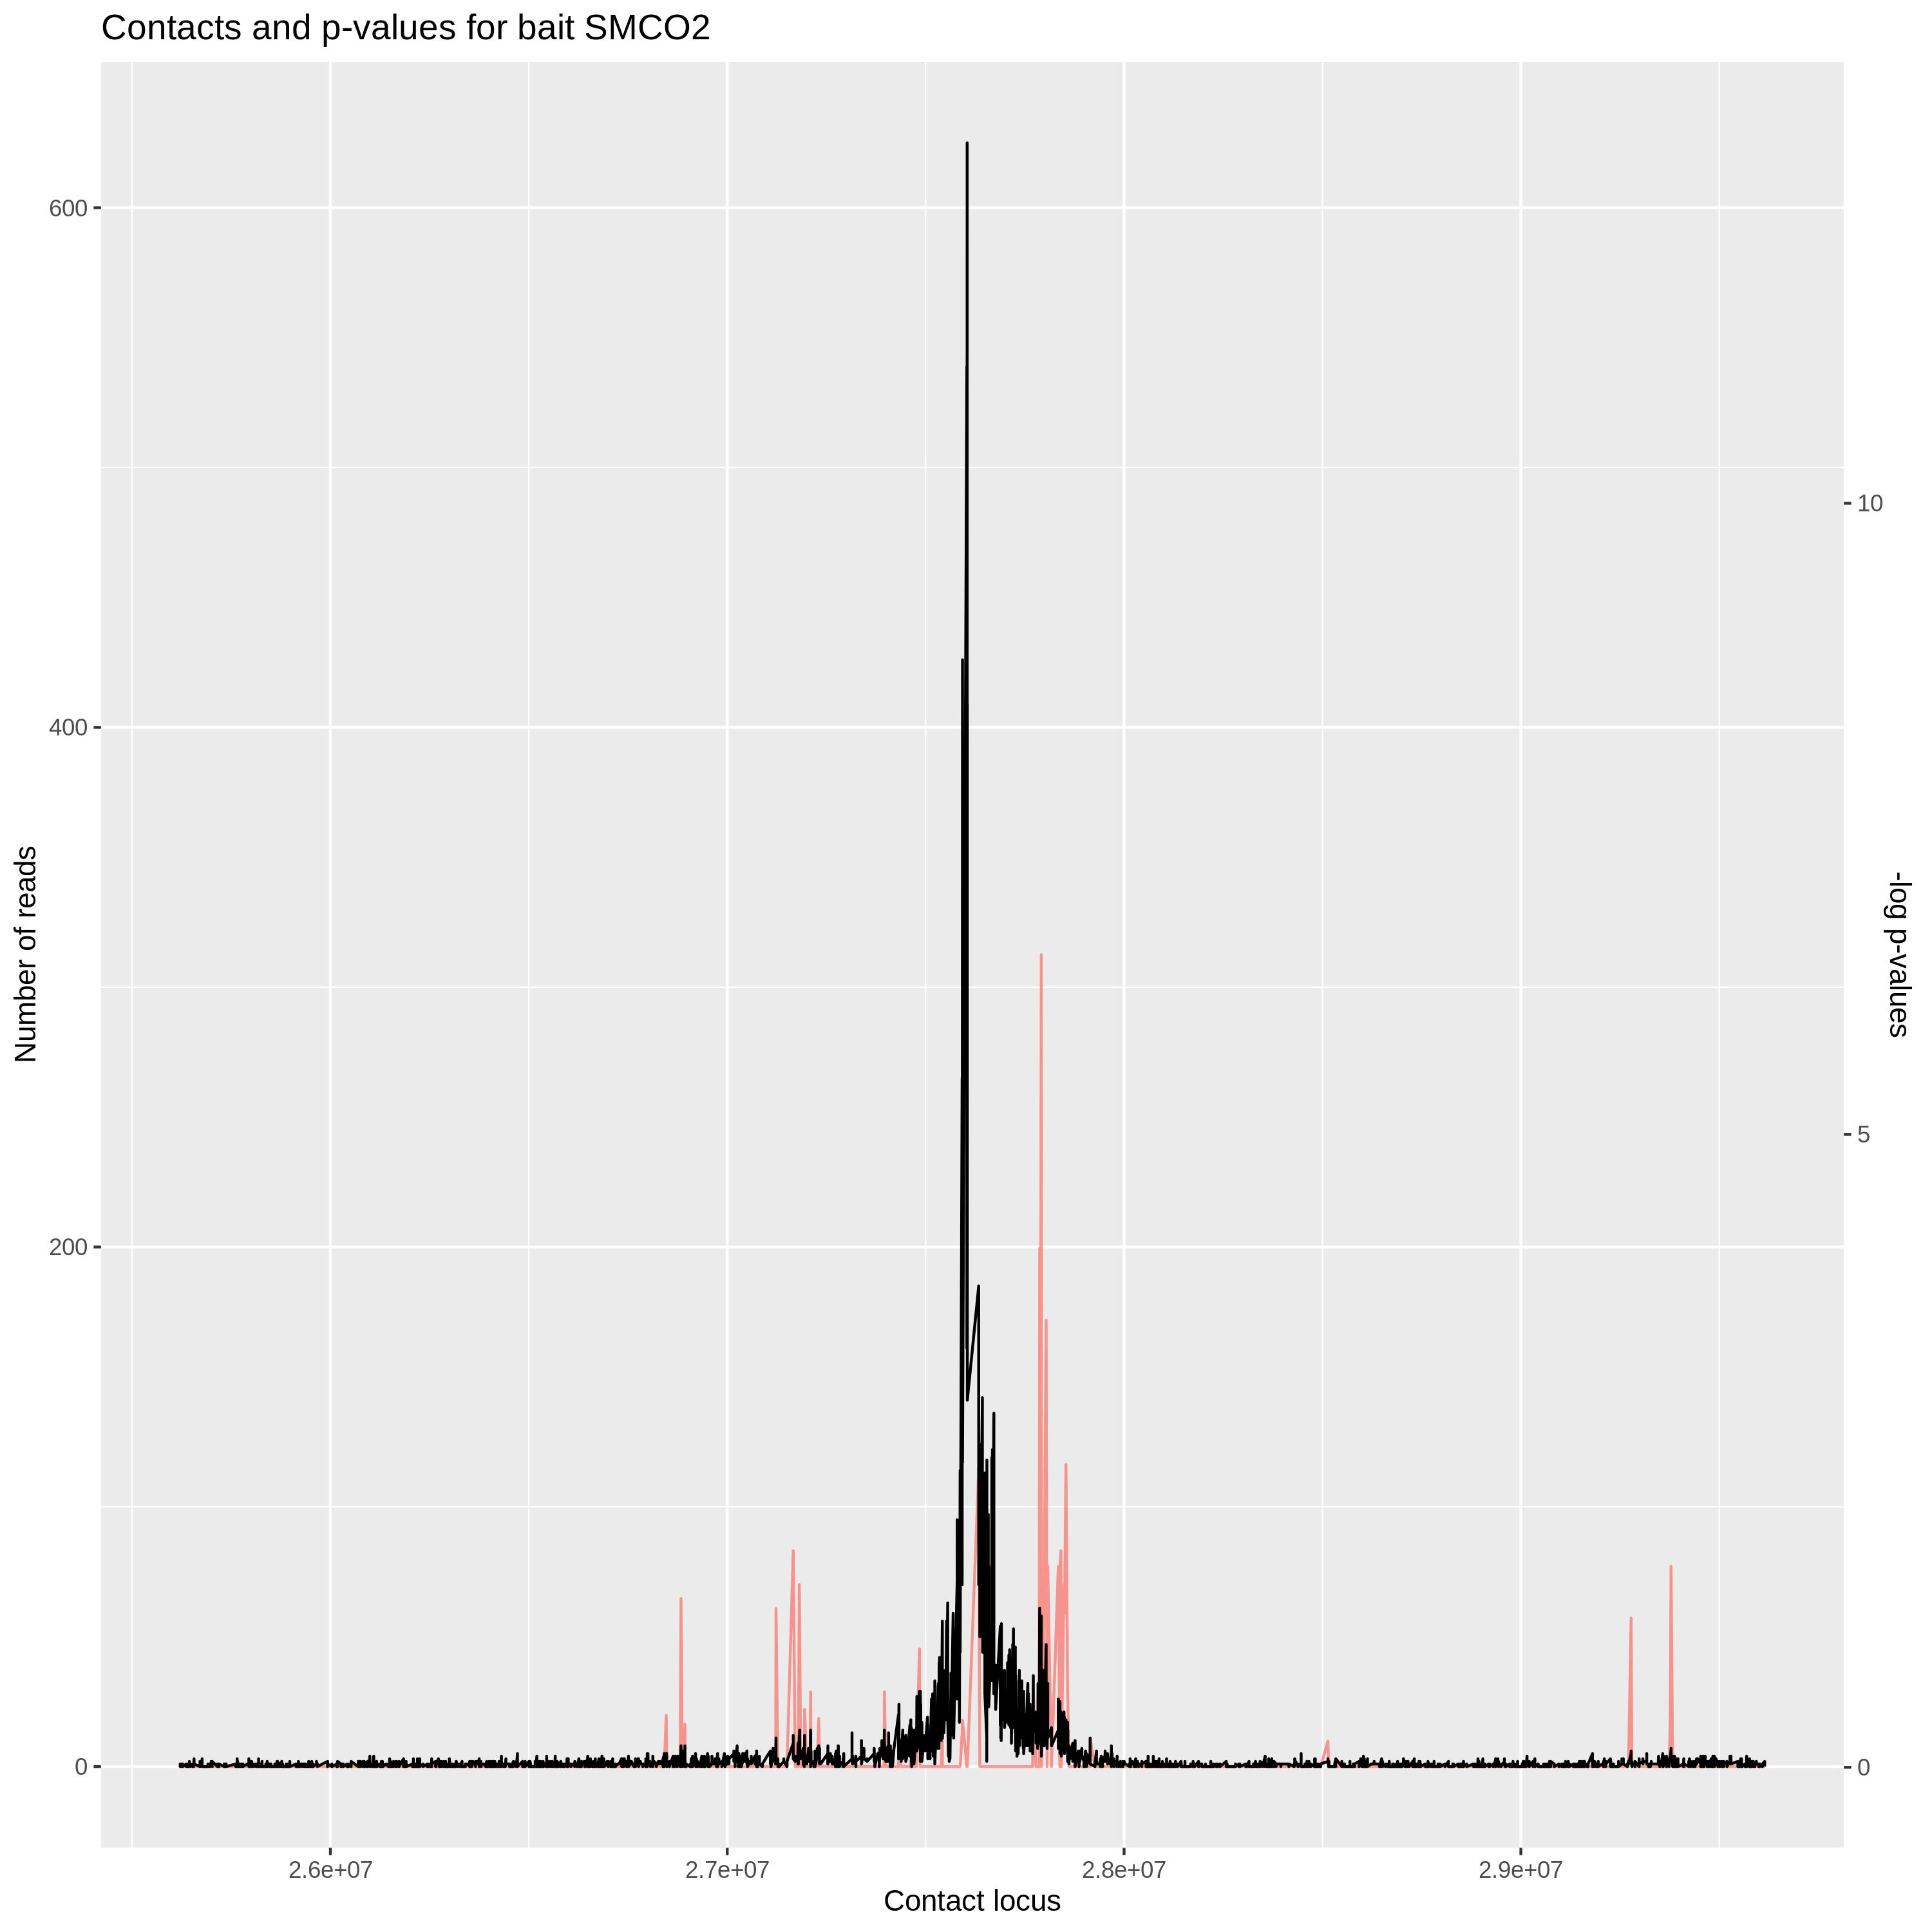 Contacts and p-values for bait SMCO2
600
400
200
0
Number of reads
10
5
0
-log p-values
2.6e+07 2.7e+07 2.8e+07 2.9e+07
Contact locus